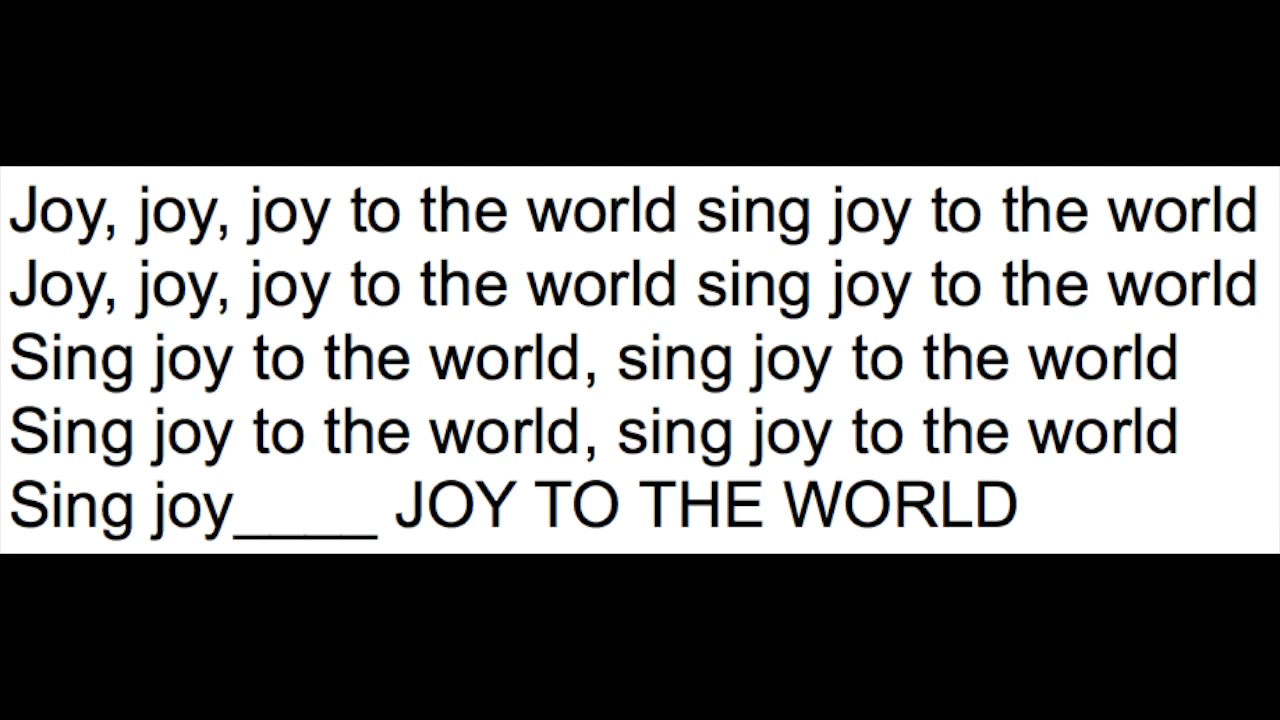 Joy, joy, joy to the world sing joy to the world
Joy, joy, joy to the world sing joy to the world
Sing joy to the world, sing joy to the world
Sing joy to the world, sing joy to the world
Sing joy____ JOY TO THE WORLD